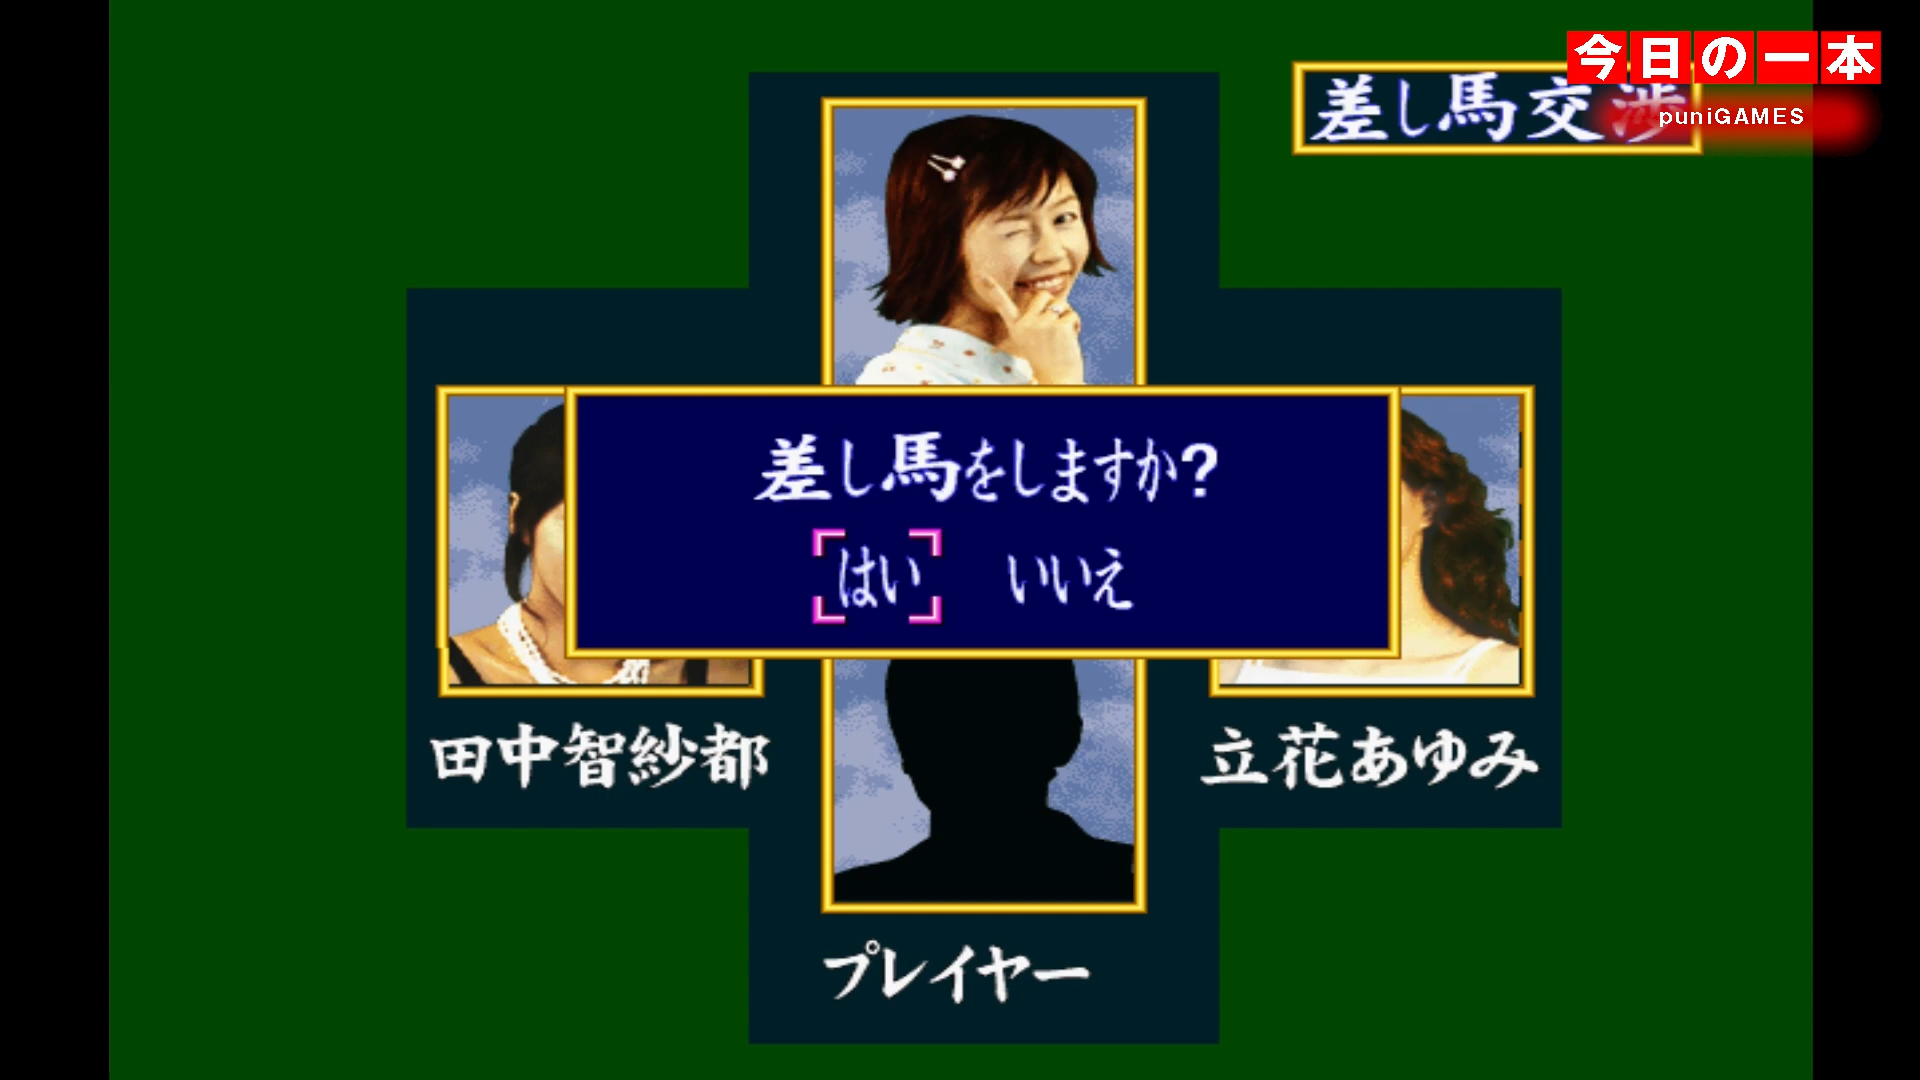 今日の一本
差し馬交渉
puniGAMES
差し馬をしますか?
はい いいえ
田中智紗都
立花あゆみ
プレイヤー